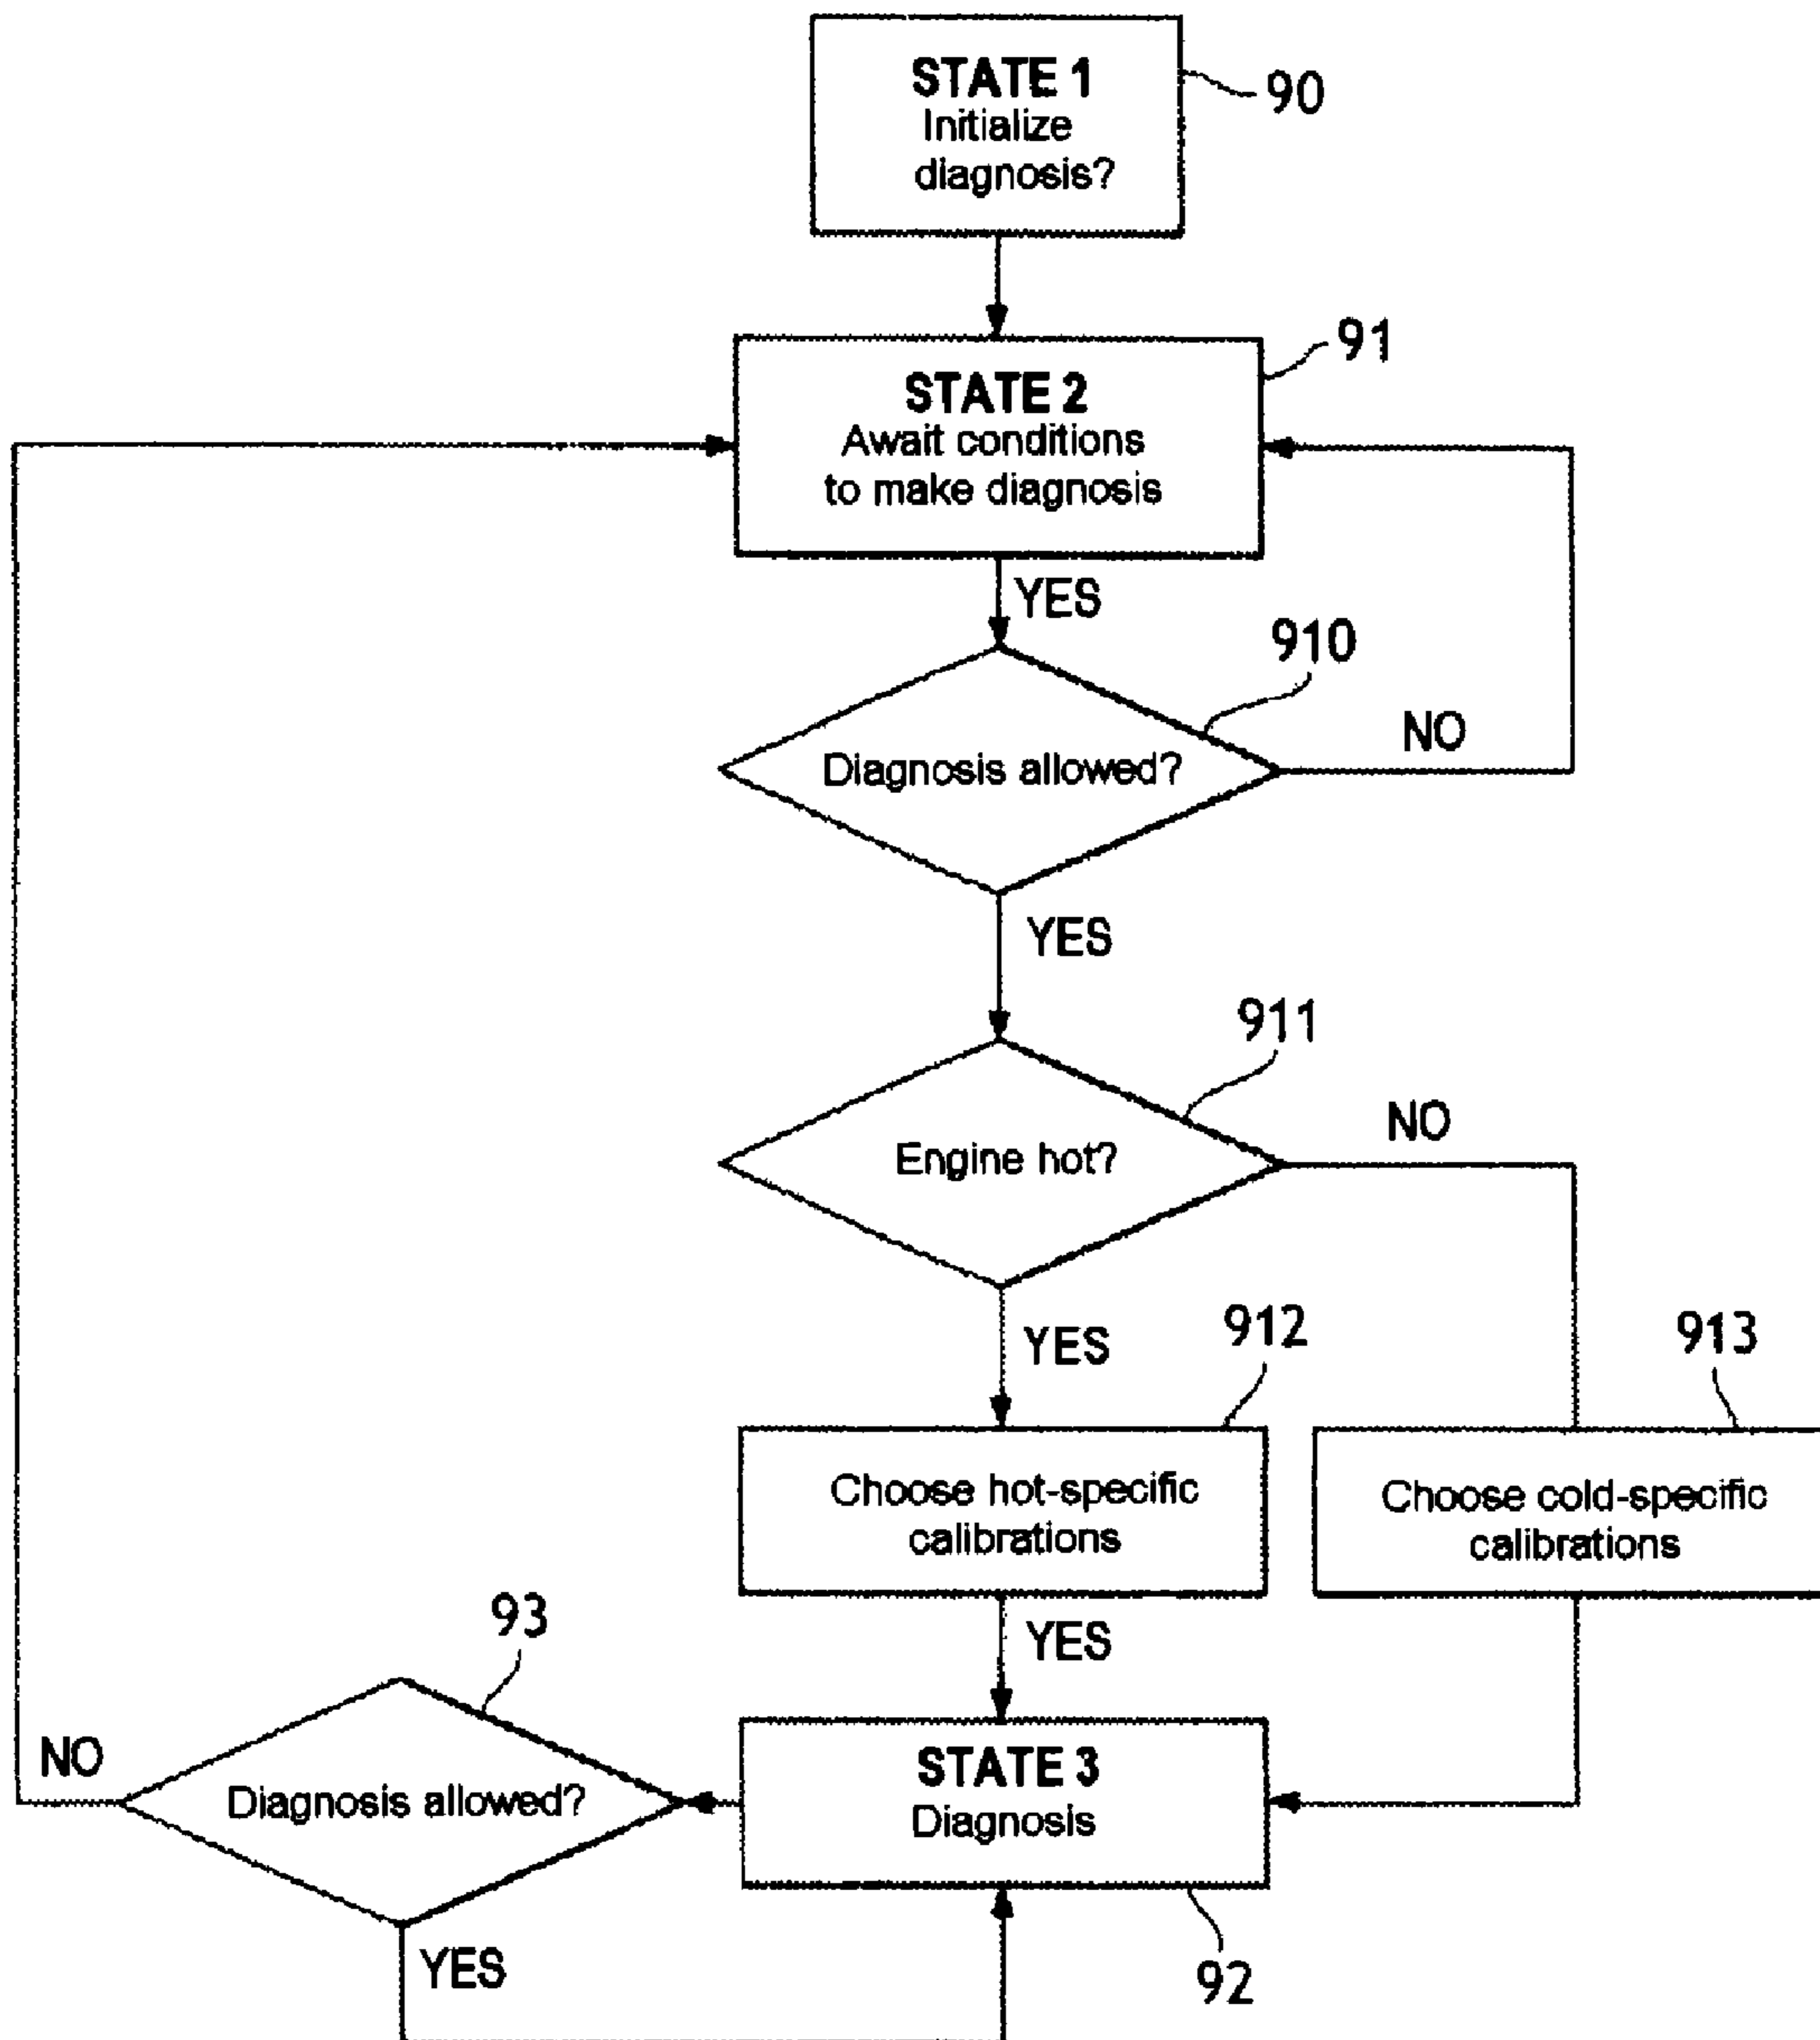 STATE 1
Initialize
diagnosis?
90
STATE 2
Await conditions
to make diagnosis
91
YES
910
Diagnosis allowed?
NO
YES
911
Engine hot?
NO
YES
912
913
Choose hot-specific
calibrations
Choose cold-specific
calibrations
YES
93
NO
Diagnosis allowed?
STATE 3
Diagnosis
YES
92